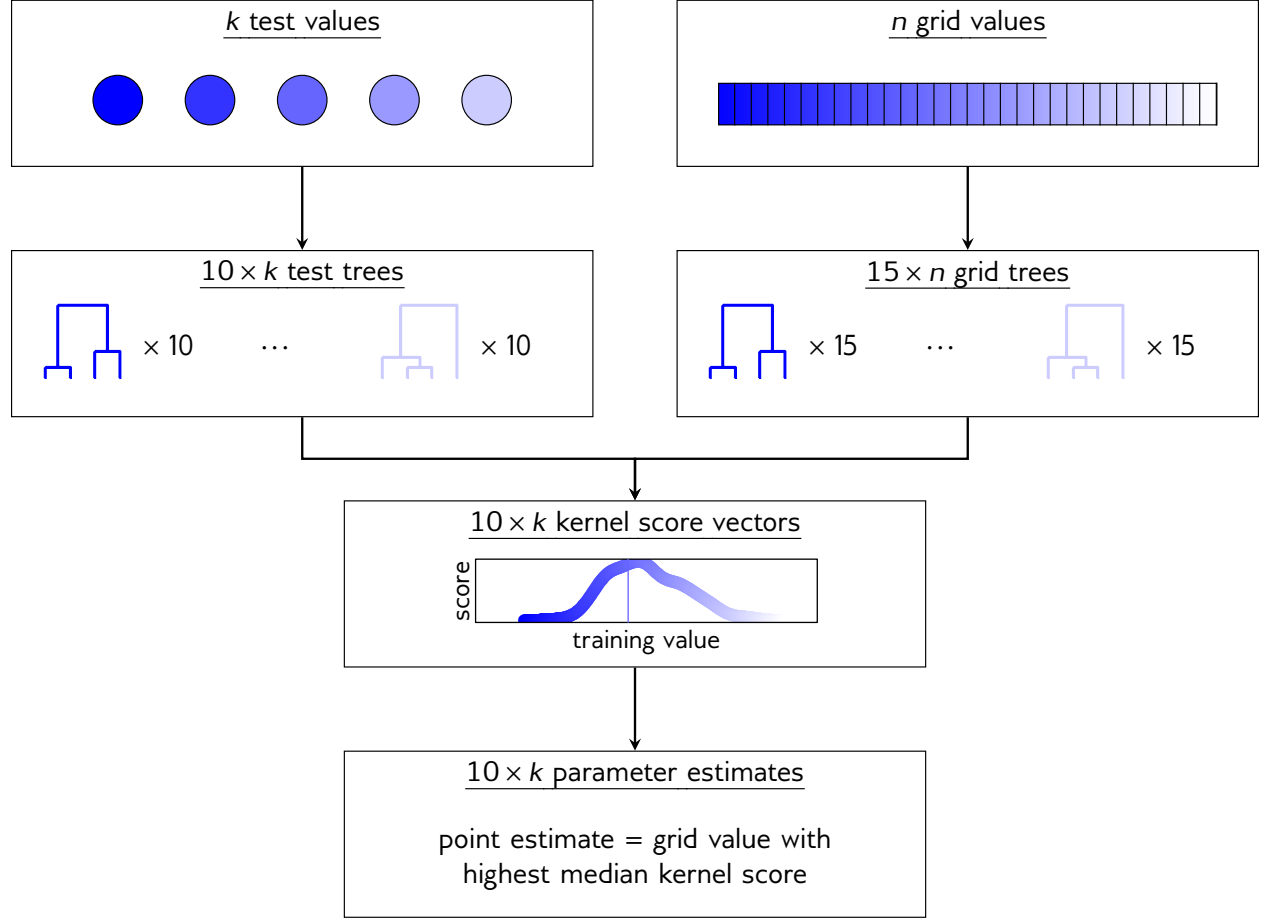 k test values
n grid values
10 × k test trees
× 10 ... × 10
15 × n grid trees
× 15 ... × 15
10 × k kernel score vectors
score
training value
10 × k parameter estimates
point estimate = grid value with
highest median kernel score